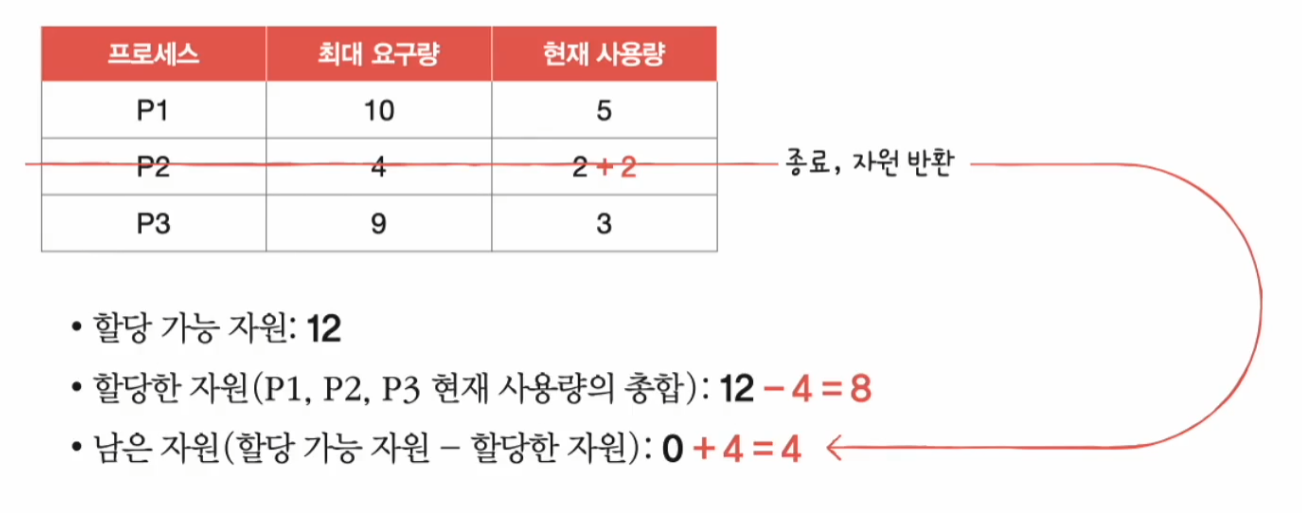 프로세스 최대 요구량 현재 사용량
P1 10 5
P2 4 2 + 2 종료, 자원 반환
P3 9 3
• 할당 가능 자원: 12
• 할당한 자원(P1, P2, P3 현재 사용량의 총합): 12 – 4 = 8
• 남은 자원(할당 가능 자원 – 할당한 자원): 0 + 4 = 4